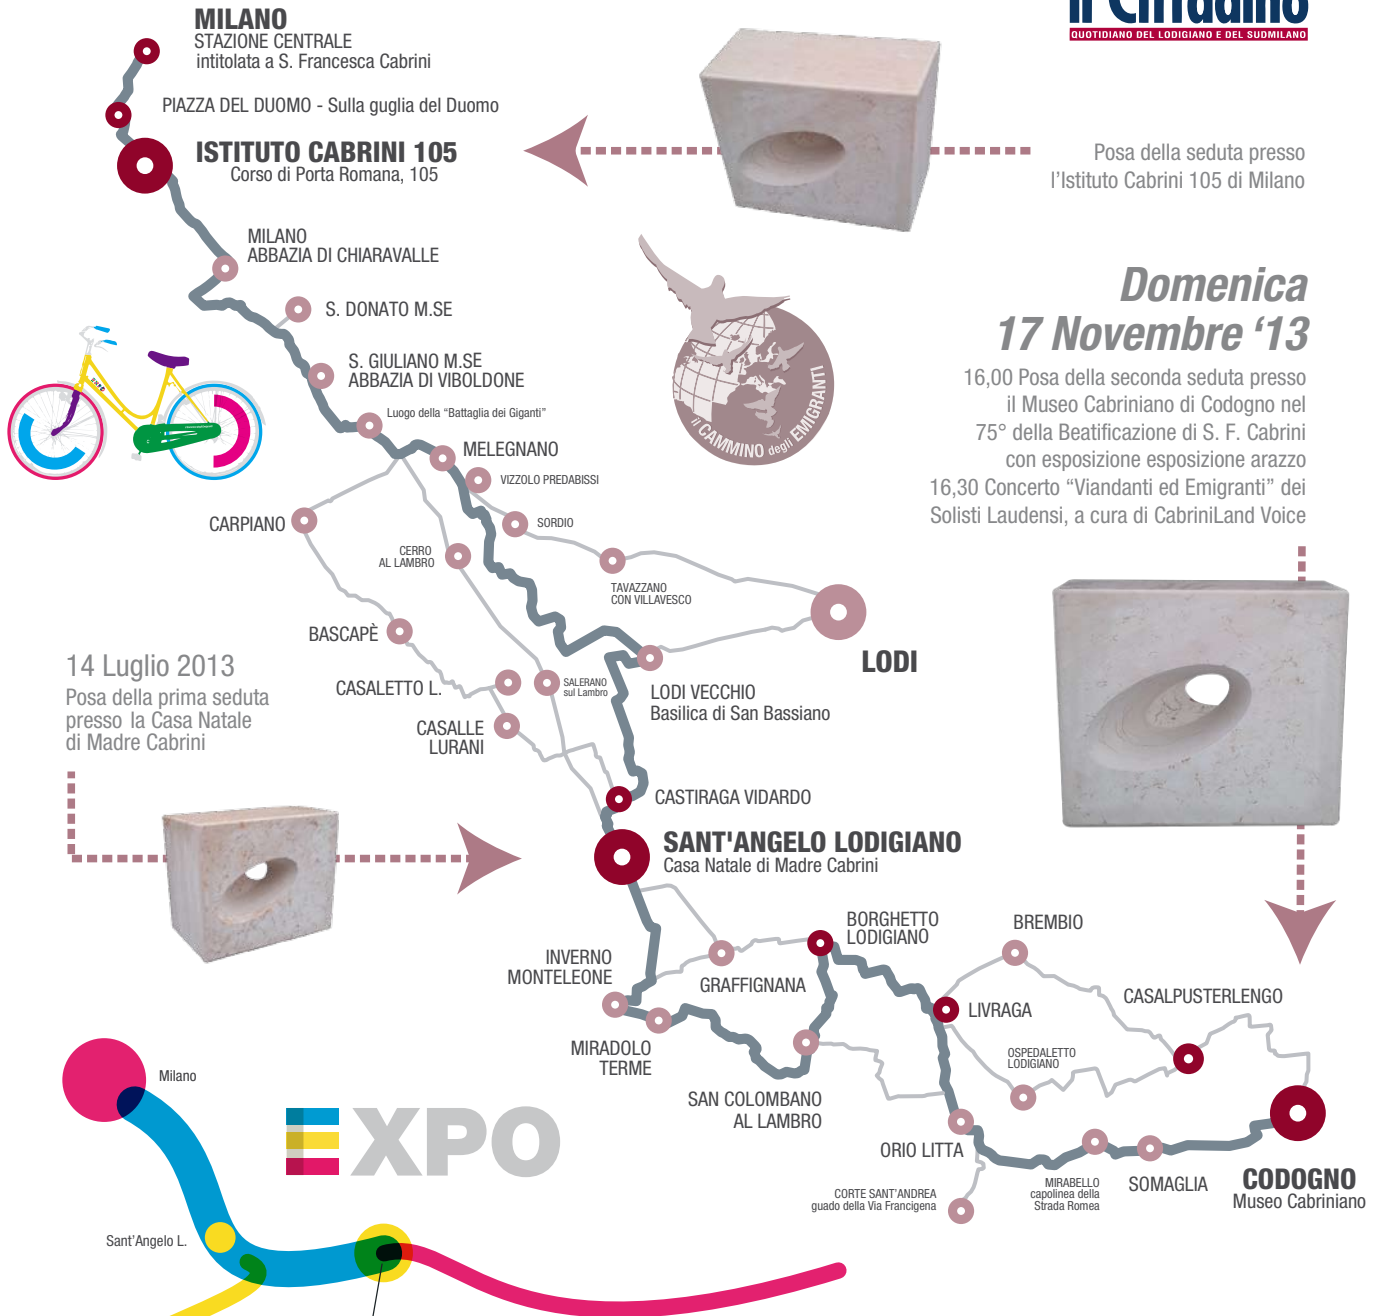 il Cittadino
QUOTIDIANO DEL LODIGIANO E DEL SUDMILANO
MILANO
STAZIONE CENTRALE
intitolata a S. Francesca Cabrini
PIAZZA DEL DUOMO - Sulla guglia del Duomo
ISTITUTO CABRINI 105
Corso di Porta Romana, 105
Posa della seduta presso
l'Istituto Cabrini 105 di Milano
MILANO
ABBAZIA DI CHIARAVALLE
S. DONATO M.SE
S. GIULIANO M.SE
ABBAZIA DI VIBOLDONE
Luogo della “Battaglia dei Giganti”
il CAMMINO degli EMIGRANTI
Domenica
17 Novembre ‘13
16,00 Posa della seconda seduta presso
il Museo Cabriniano di Codogno nel
75° della Beatificazione di S. F. Cabrini
con esposizione esposizione arazzo
16,30 Concerto “Viandanti ed Emigranti” dei
Solisti Laudensi, a cura di CabriniLand Voice
EXPO
MELEGNANO
VIZZOLO PREDABISSI
CARPIANO
SORDIO
CERRO
AL LAMBRO
TAVAZZANO
CON VILLAVESCO
BASCAPÈ
LODI
14 Luglio 2013
Posa della prima seduta
presso la Casa Natale
di Madre Cabrini
CASALETTO L.
SALERANO
sul Lambro
LODI VECCHIO
Basilica di San Bassiano
CASALLE
LURANI
CASTIRAGA VIDARDO
SANT'ANGELO LODIGIANO
Casa Natale di Madre Cabrini
BORGHETTO
LODIGIANO
BREMBIO
INVERNO
MONTELEONE
GRAFFIGNANA
CASALPUSTERLENGO
LIVRAGA
MIRADOLO
TERME
OSPEDALETTO
LODIGIANO
SAN COLOMBANO
AL LAMBRO
ORIO LITTA
CORTE SANT'ANDREA
guado della Via Francigena
MIRABELLO
capolinea della
Strada Romea
SOMAGLIA
CODOGNO
Museo Cabriniano
Milano
EXPO
Sant'Angelo L.